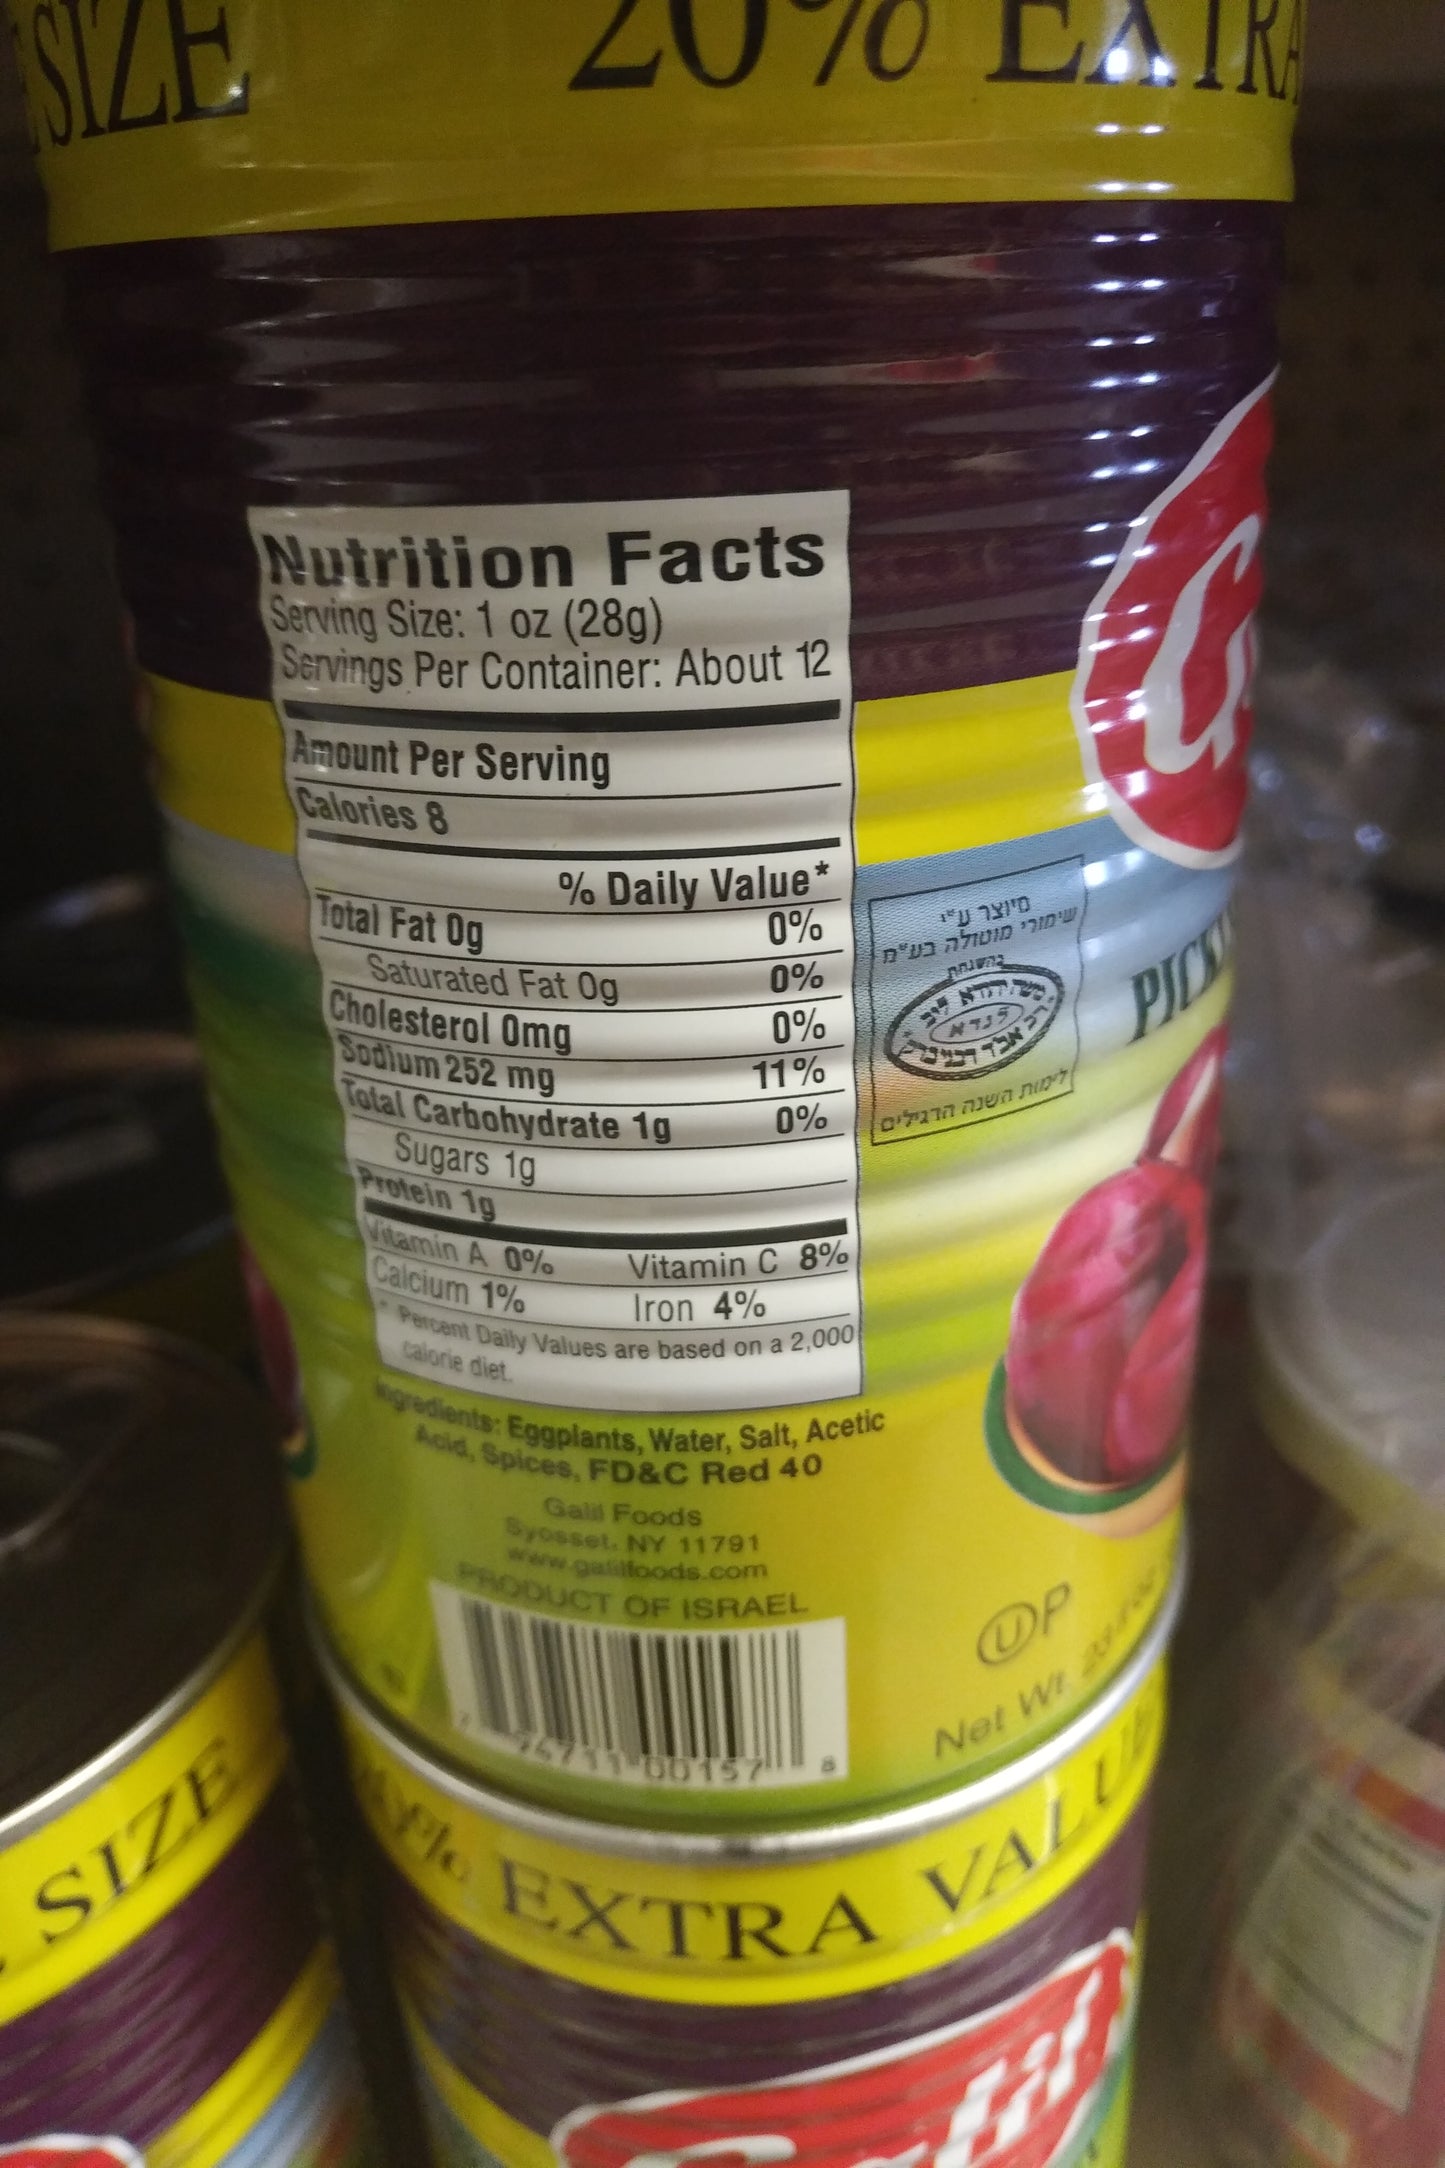 SIZE
20% EXTRA
Nutrition Facts
Serving Size: 1 oz (28g)
Servings Per Container: About 12
Amount Per Serving
Calories 8
% Daily Value*
Total Fat 0g 0%
Saturated Fat 0g 0%
Cholesterol 0mg 0%
Sodium 252 mg 11%
Total Carbohydrate 1g 0%
Sugars 1g
Protein 1g
Vitamin A 0% Vitamin C 8%
Calcium 1% Iron 4%
* Percent Daily Values are based on a 2,000
calorie diet.
Ingredients: Eggplants, Water, Salt, Acetic
Acid, Spices, FD&C Red 40
Galil Foods
Syosset, NY 11791
www.galilfoods.com
PRODUCT OF ISRAEL
00157 8
מיוצר ע"י
שימורי מוטולה בע"מ
בהשגחת
לימות השנה הרגילים
PICK
U P
Net Wt.
SIZE
% EXTRA VALUE
Galil